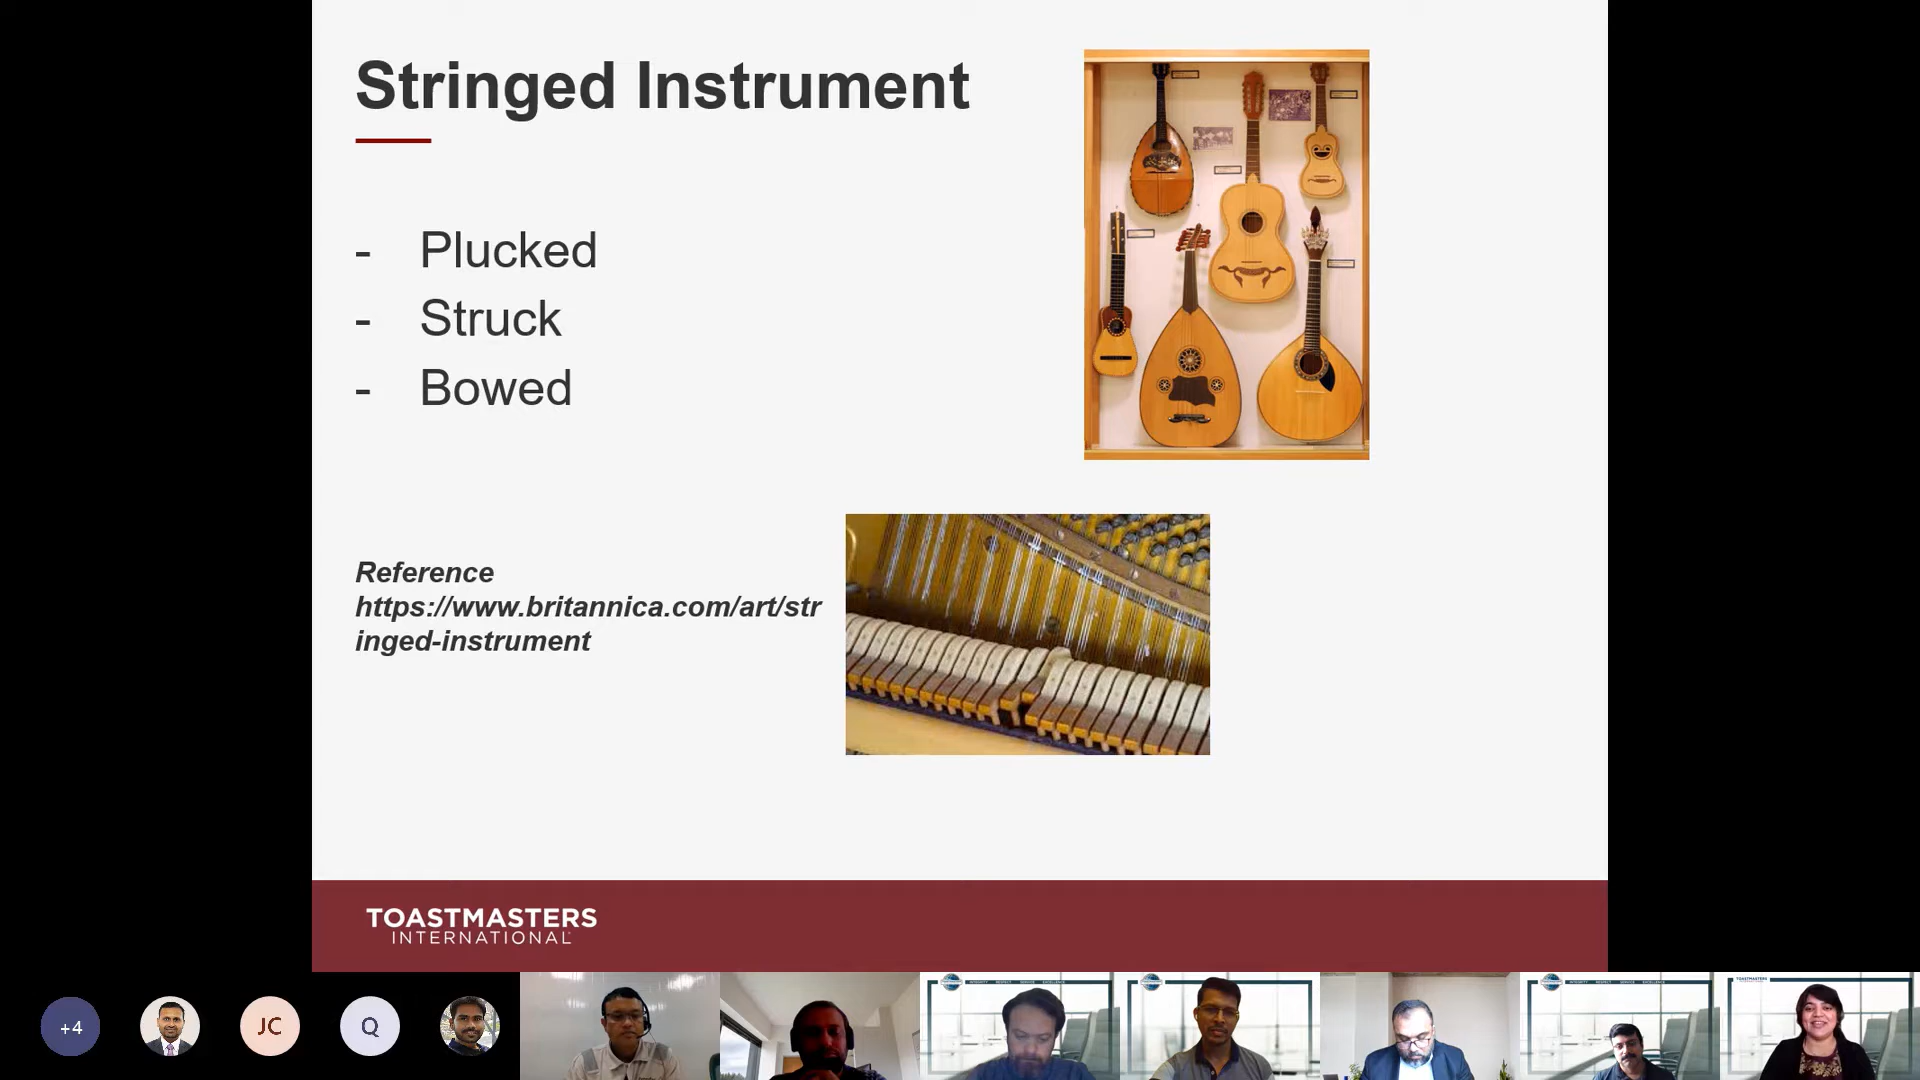 Stringed Instrument
- Plucked
- Struck
- Bowed
Reference
https://www.britannica.com/art/str
inged-instrument
TOASTMASTERS
INTERNATIONAL
+4
JC
Q